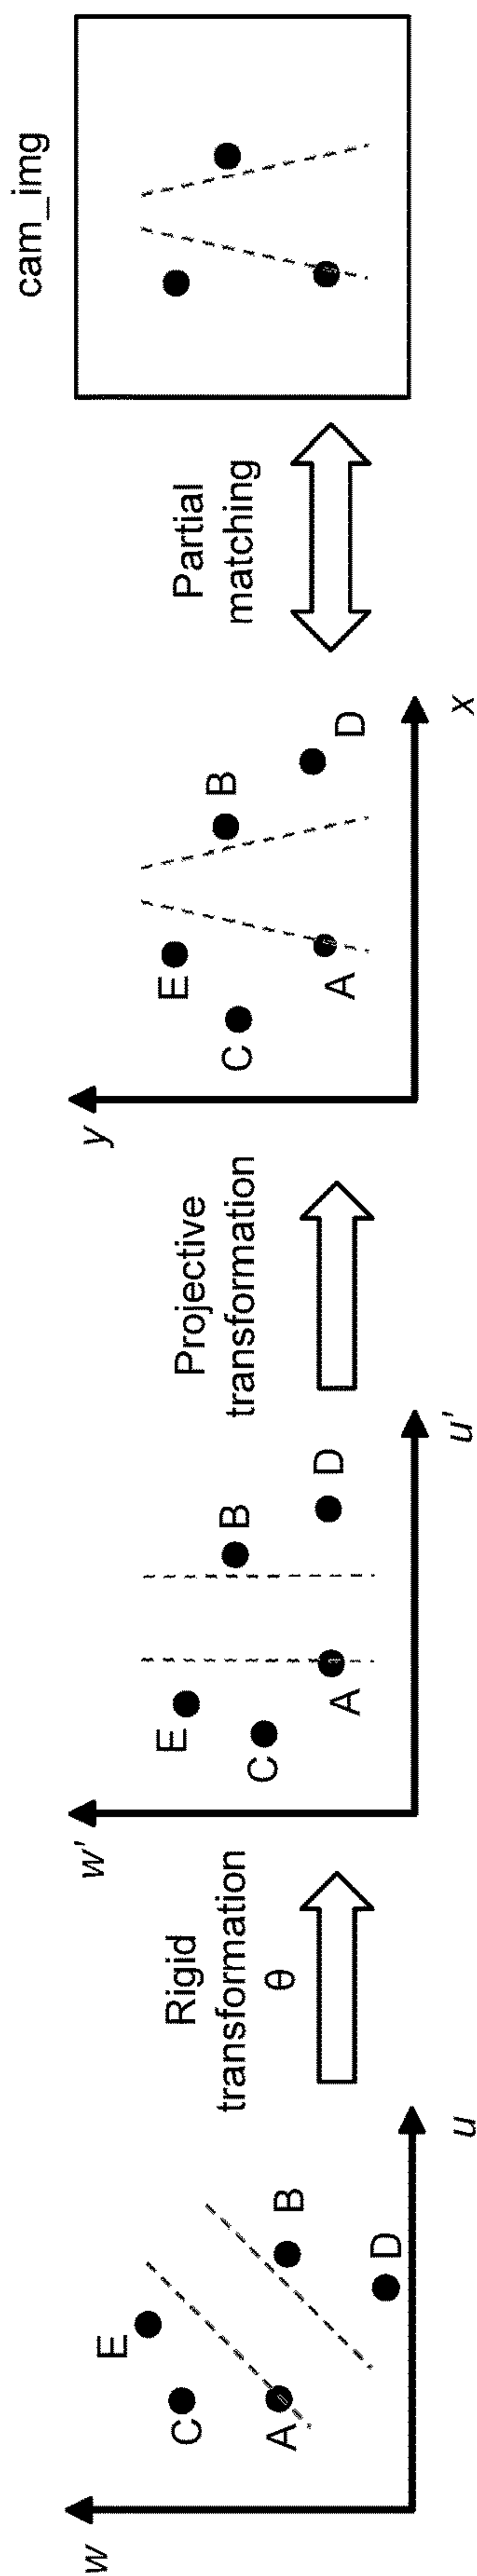 w
C
E
A
B
D
u
Rigid
transformation
θ
w'
E
C
A
B
D
u'
Projective
transformation
y
E
C
A
B
D
x
Partial
matching
cam_img